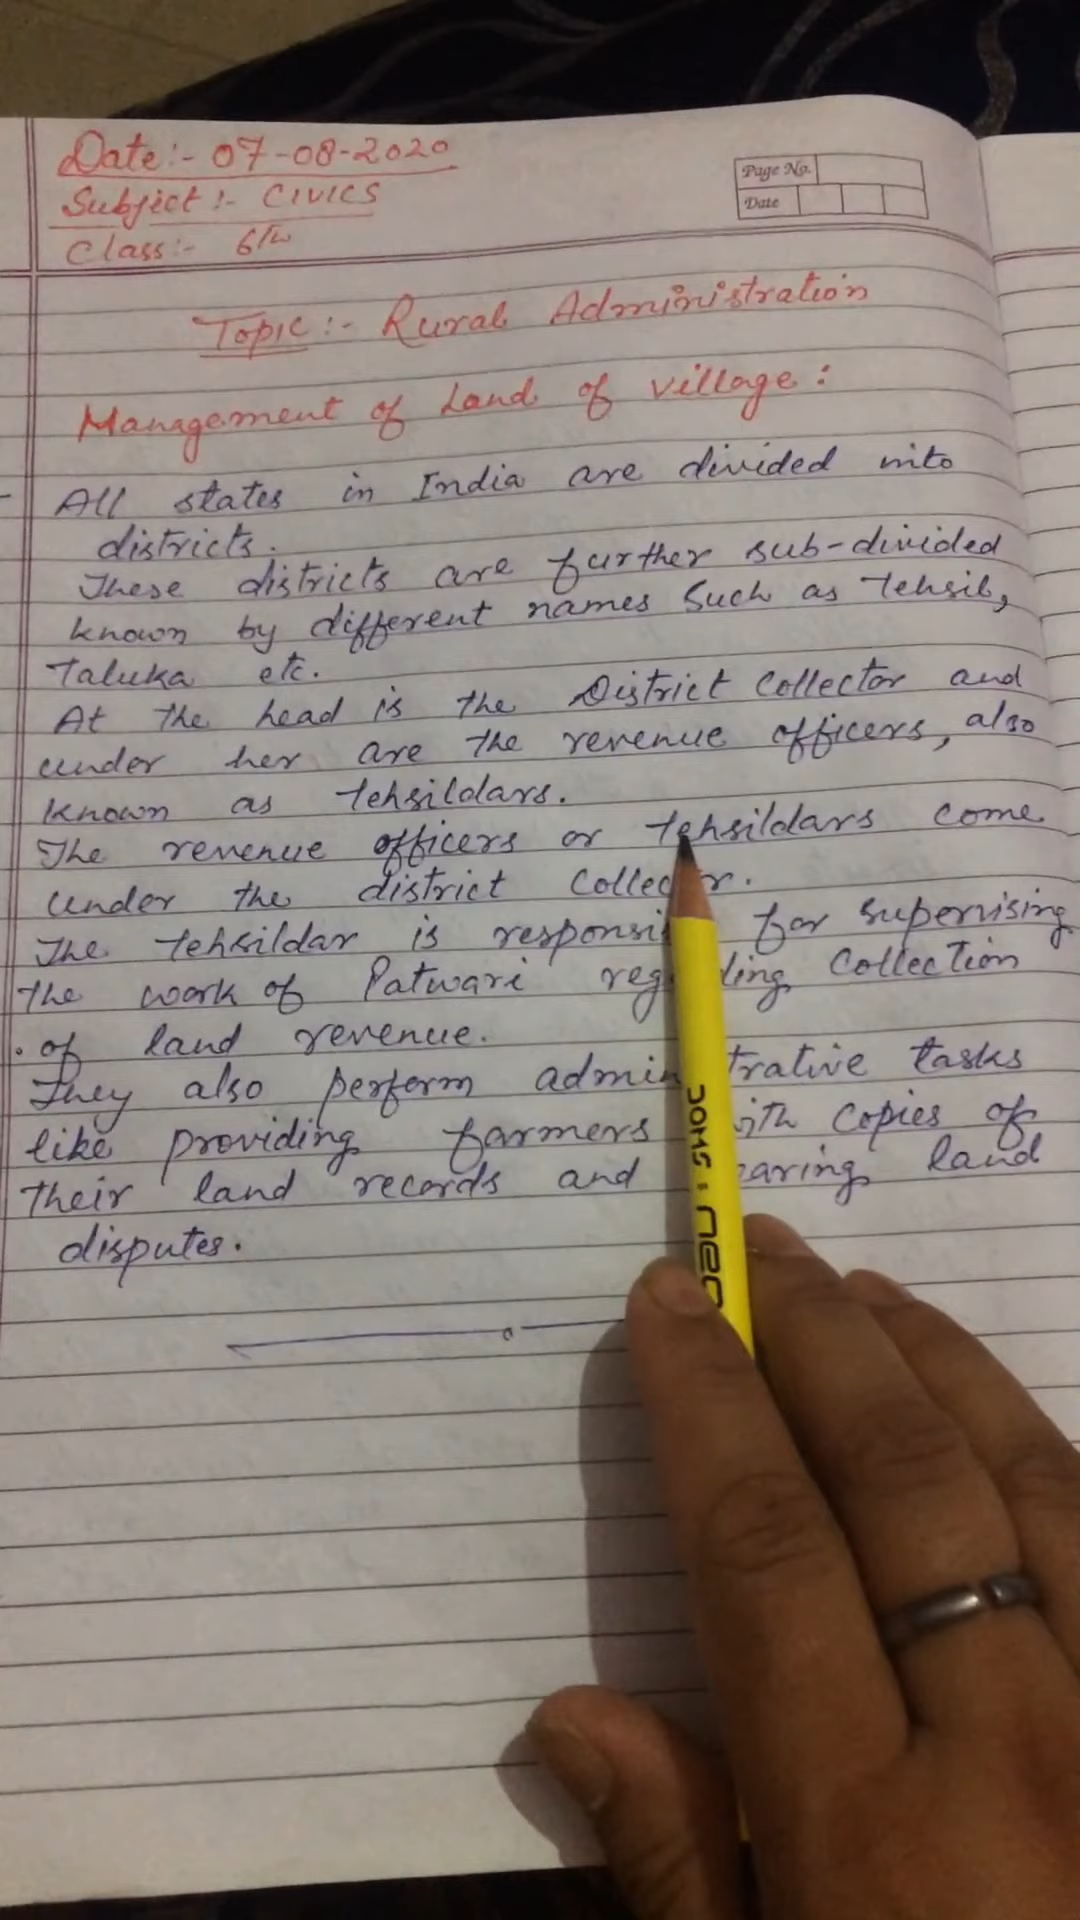 Date:- 07-08-2020
Subject:- CIVICS
Class:- 6th
Page No.
Date
Topic:- Rural Administration
Management of Land of village:
All states in India are divided into
districts.
These districts are further sub-divided
known by different names such as Tehsil,
Taluka etc.
At the head is the District Collector and
under her are the revenue officers, also
known as tehsildars.
The revenue officers or tehsildars come
under the district
The tehsildar is for supervising
the work of Patwari Collection
of land revenue.
They also perform tasks
like providing farmers copies of
their land records and land
disputes.
DOMS: neo